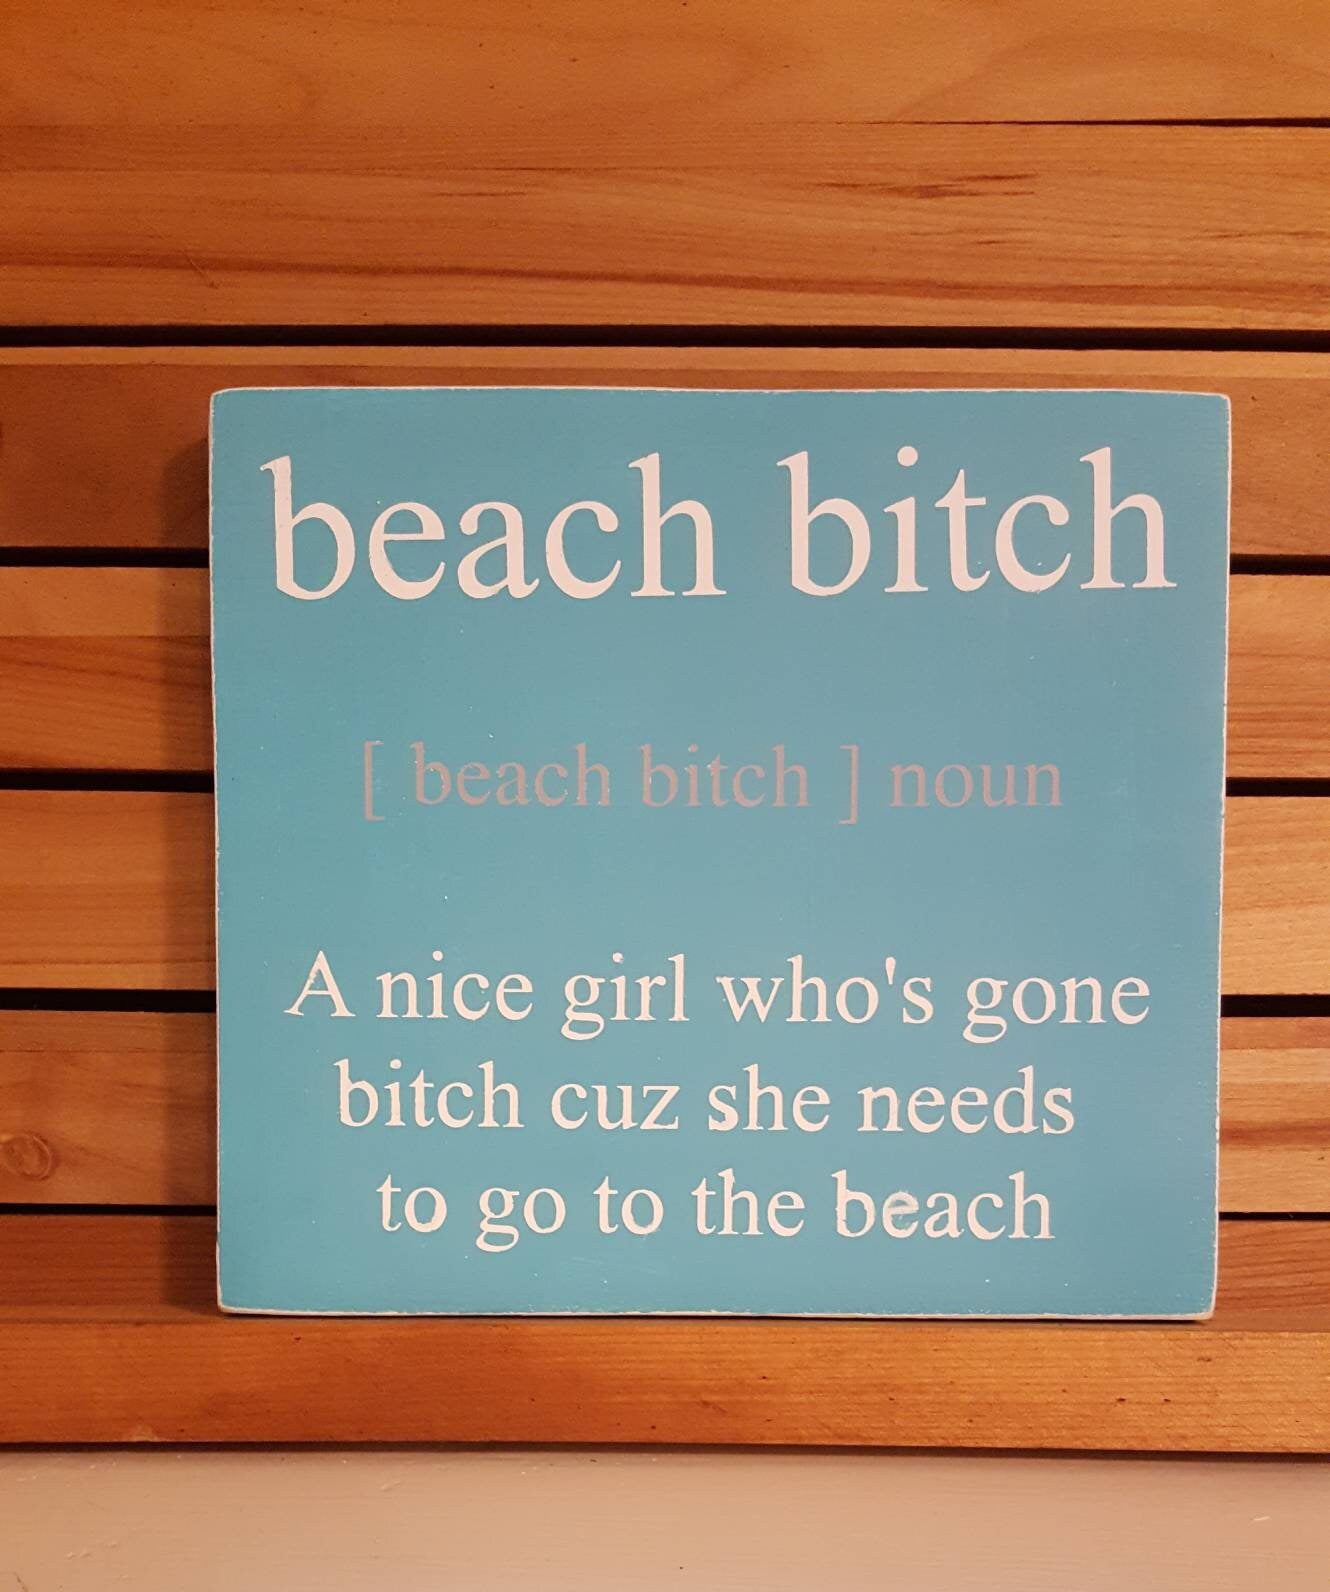 beach bitch
[ beach bitch ] noun
A nice girl who's gone
bitch cuz she needs
to go to the beach